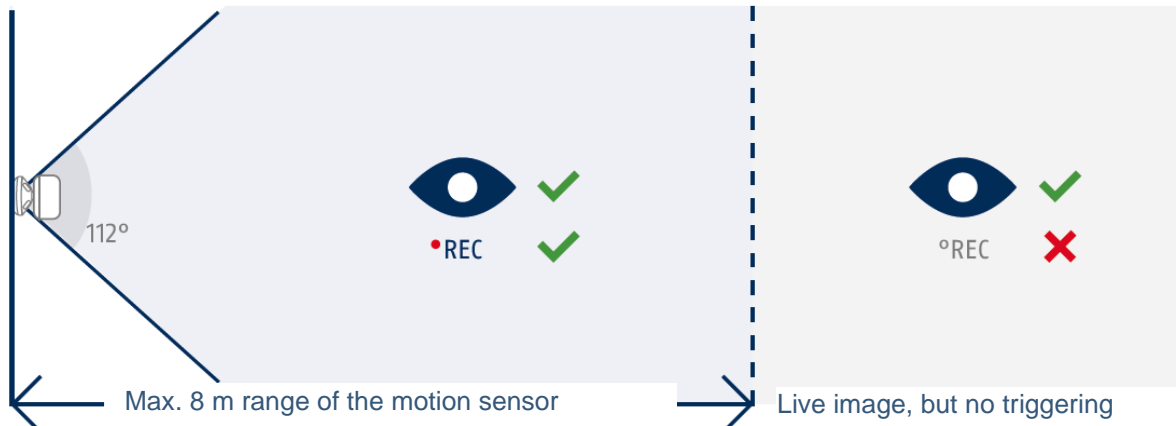 112°
•REC
°REC
Max. 8 m range of the motion sensor
Live image, but no triggering